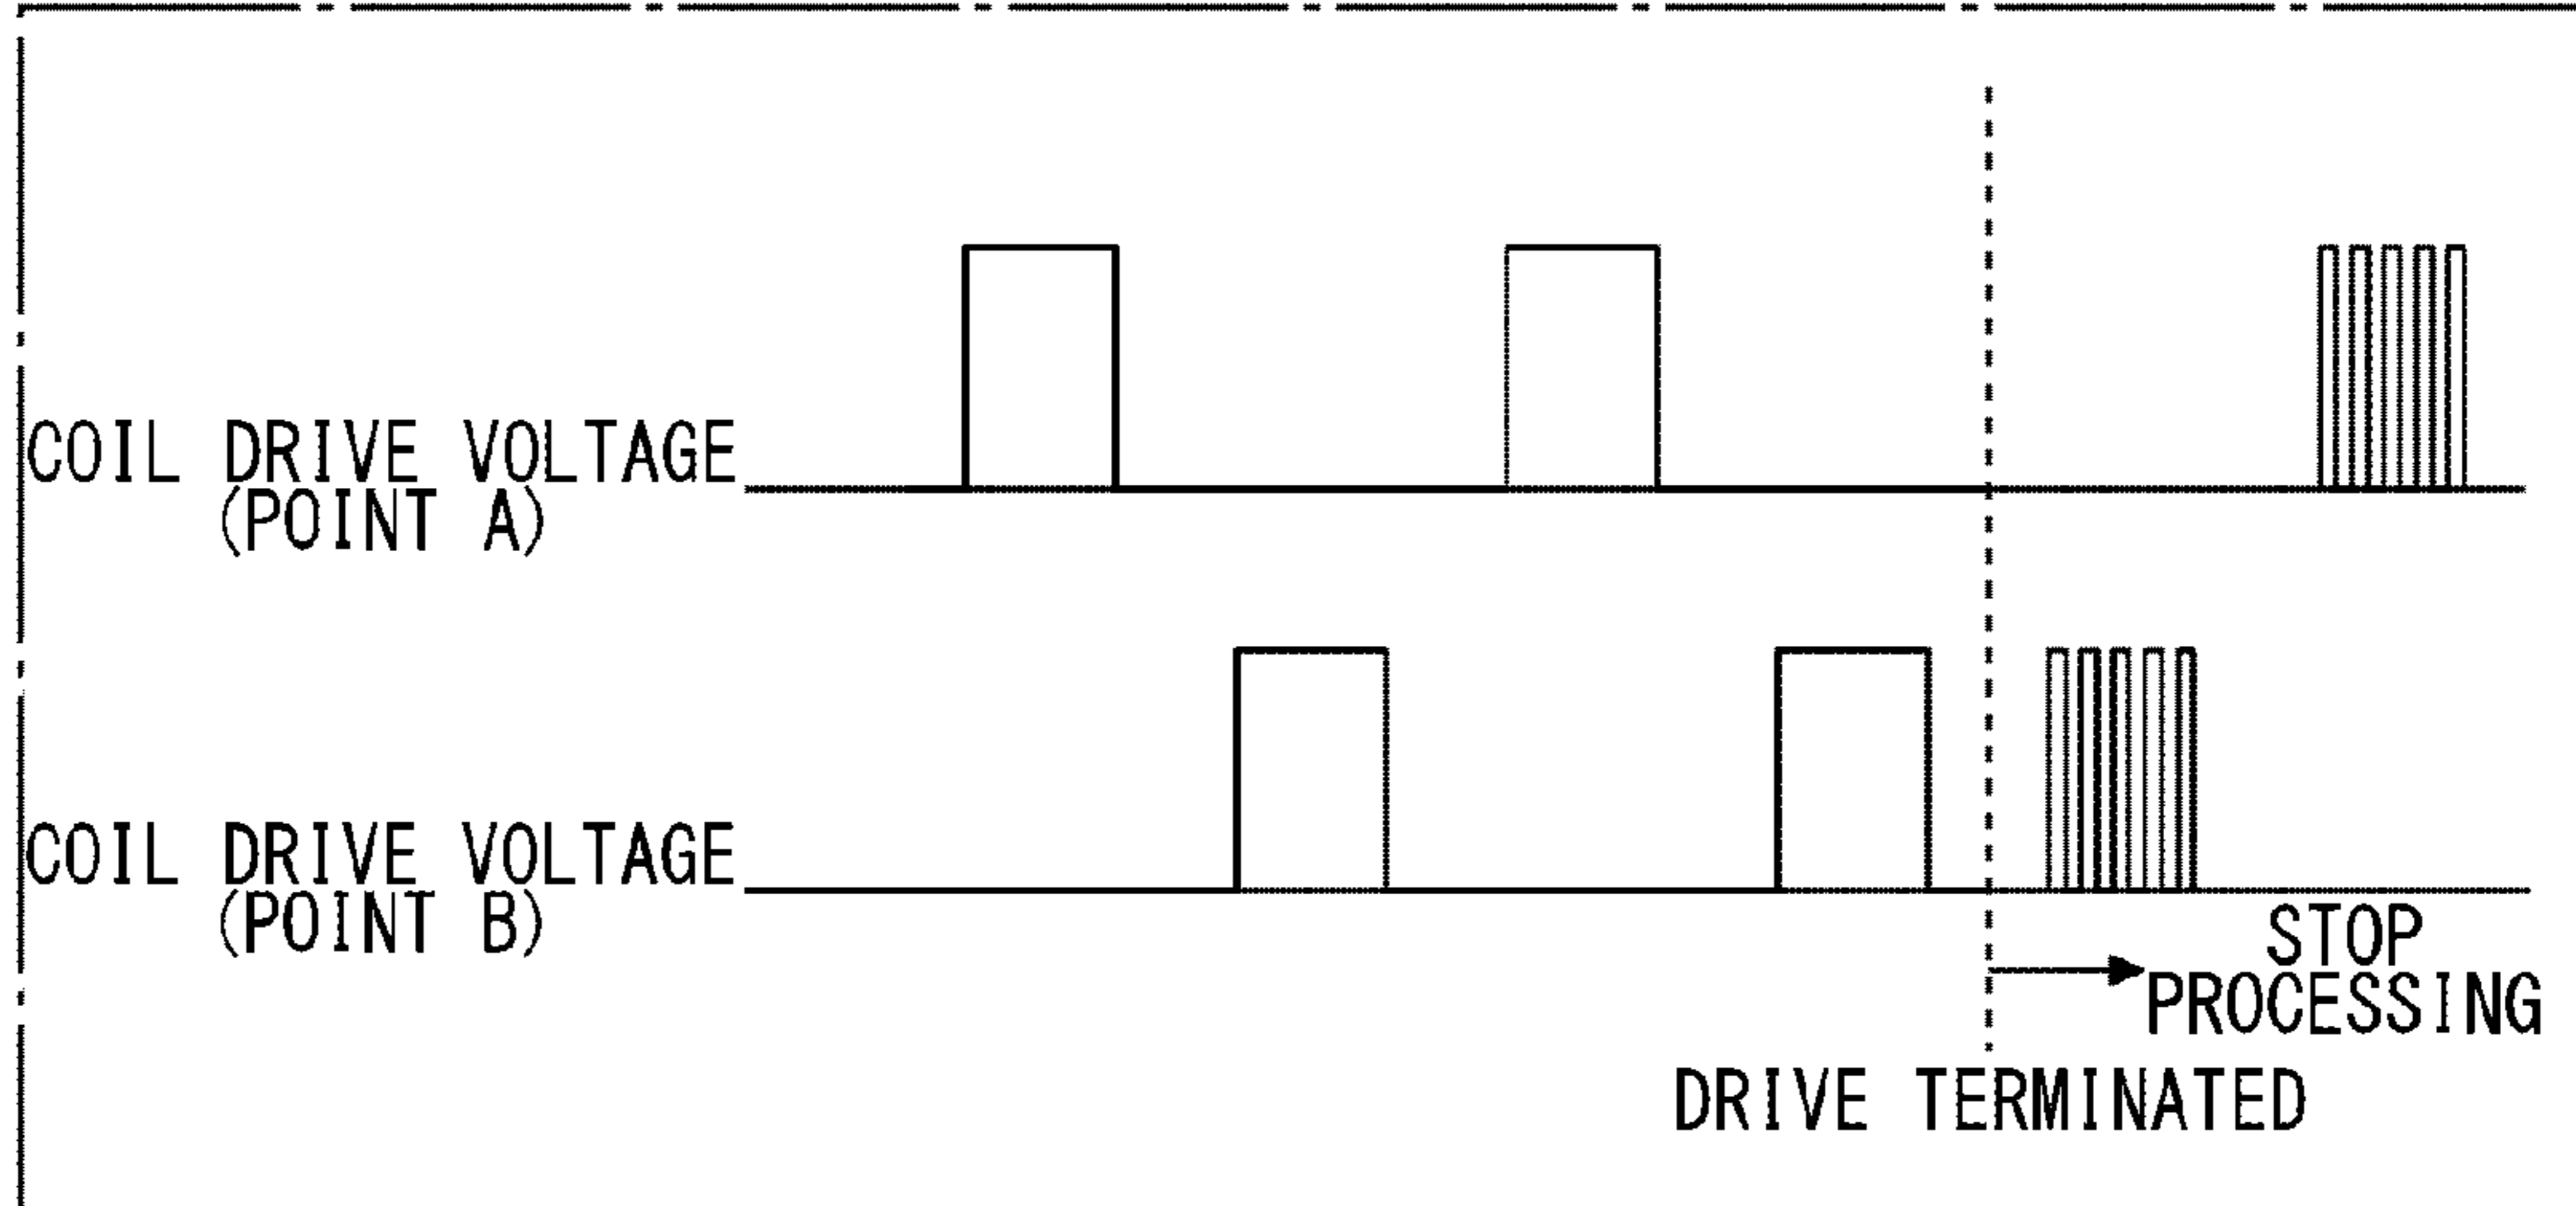 COIL DRIVE VOLTAGE
(POINT A)
COIL DRIVE VOLTAGE
(POINT B)
STOP
PROCESSING
DRIVE TERMINATED